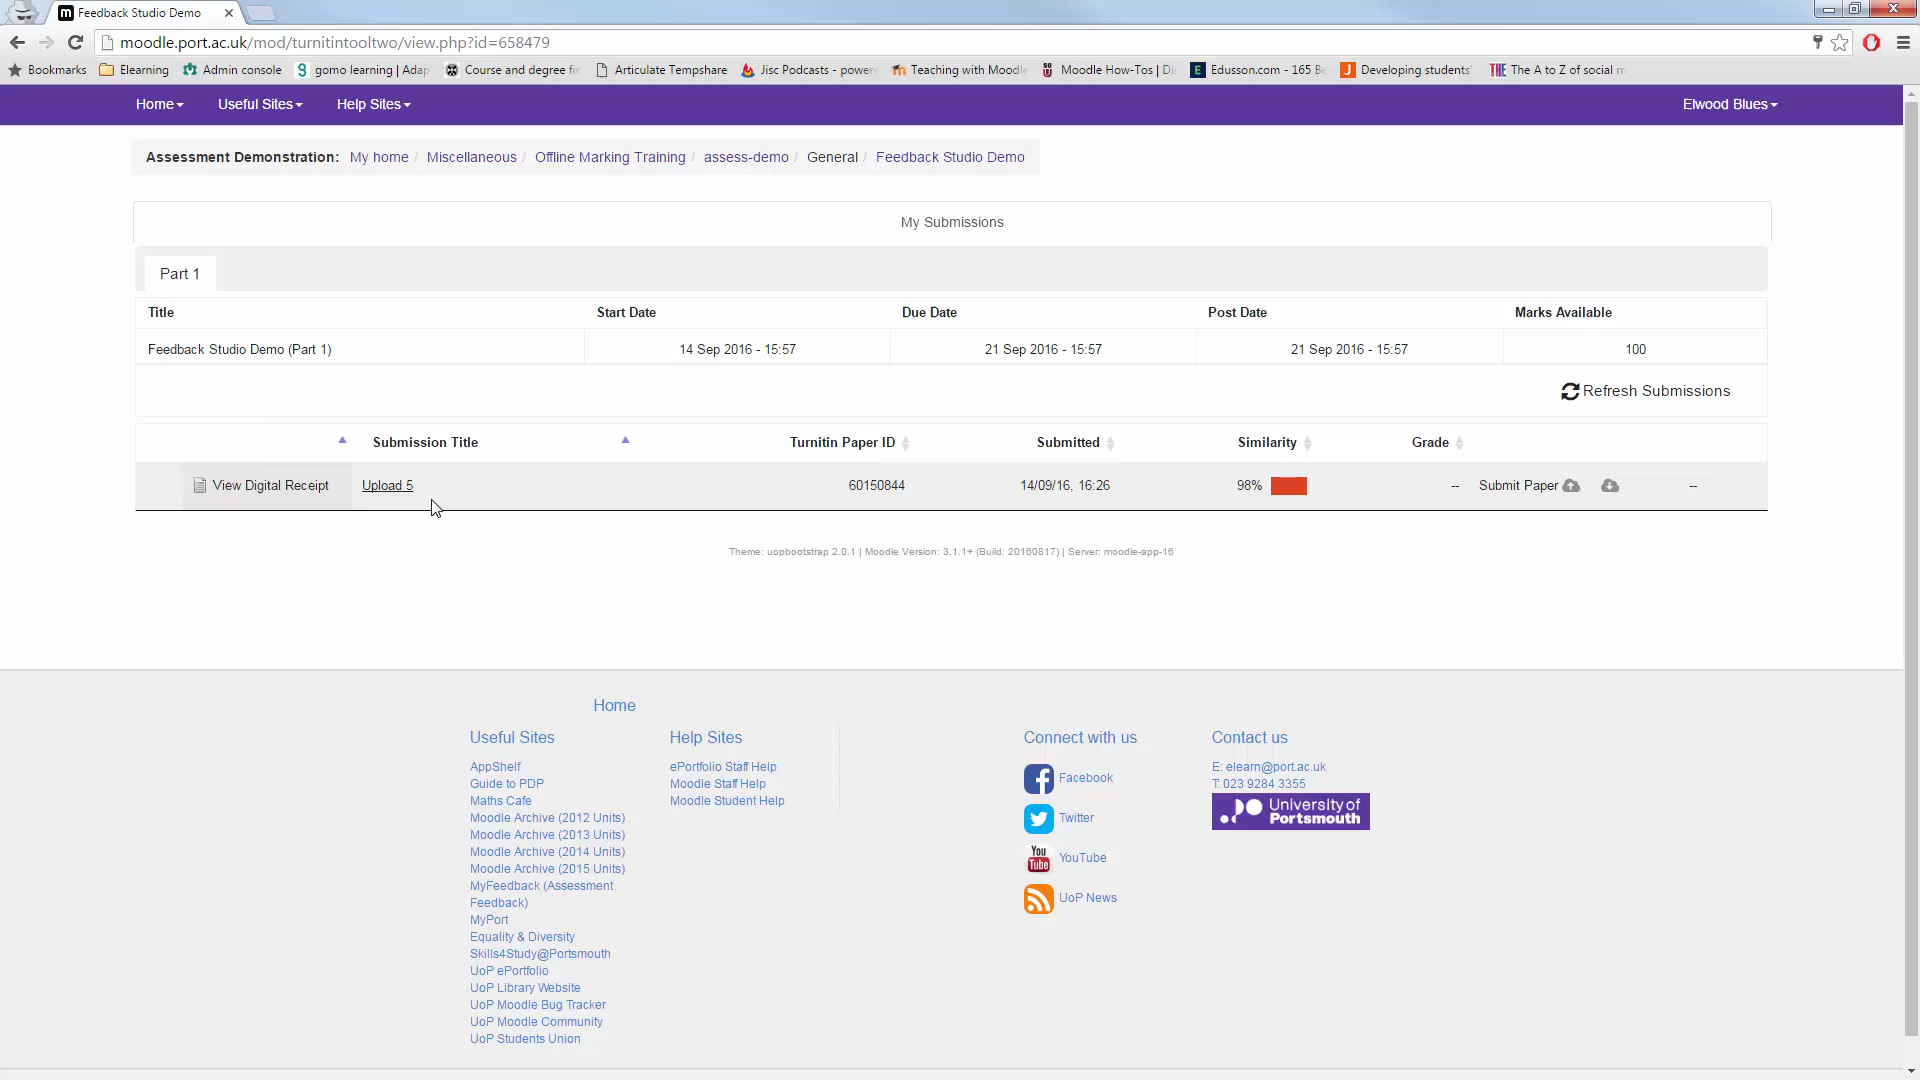 Feedback Studio Demo
moodle.port.ac.uk/mod/turnitintooltwo/view.php?id=658479
Bookmarks Elearning Admin console gomo learning | Adap Course and degree fi Articulate Tempshare Jisc Podcasts - power Teaching with Moodl Moodle How-Tos | Di Edusson.com - 165 Be Developing students' The A to Z of social m
Home Useful Sites Help Sites Elwood Blues
Assessment Demonstration: My home / Miscellaneous / Offline Marking Training / assess-demo / General / Feedback Studio Demo
My Submissions
Part 1
Title Start Date Due Date Post Date Marks Available
Feedback Studio Demo (Part 1) 14 Sep 2016 - 15:57 21 Sep 2016 - 15:57 21 Sep 2016 - 15:57 100
Refresh Submissions
Submission Title Turnitin Paper ID Submitted Similarity Grade
View Digital Receipt Upload 5 60150844 14/09/16, 16:26 98% -- Submit Paper --
Theme: uopbootstrap 2.0.1 | Moodle Version: 3.1.1+ (Build: 20160817) | Server: moodle-app-16
Home
Useful Sites
AppShelf
Guide to PDP
Maths Cafe
Moodle Archive (2012 Units)
Moodle Archive (2013 Units)
Moodle Archive (2014 Units)
Moodle Archive (2015 Units)
MyFeedback (Assessment
Feedback)
MyPort
Equality & Diversity
Skills4Study@Portsmouth
UoP ePortfolio
UoP Library Website
UoP Moodle Bug Tracker
UoP Moodle Community
UoP Students Union
Help Sites
ePortfolio Staff Help
Moodle Staff Help
Moodle Student Help
Connect with us
Facebook
Twitter
You
Tube YouTube
UoP News
Contact us
E: elearn@port.ac.uk
T: 023 9284 3355
University of
Portsmouth